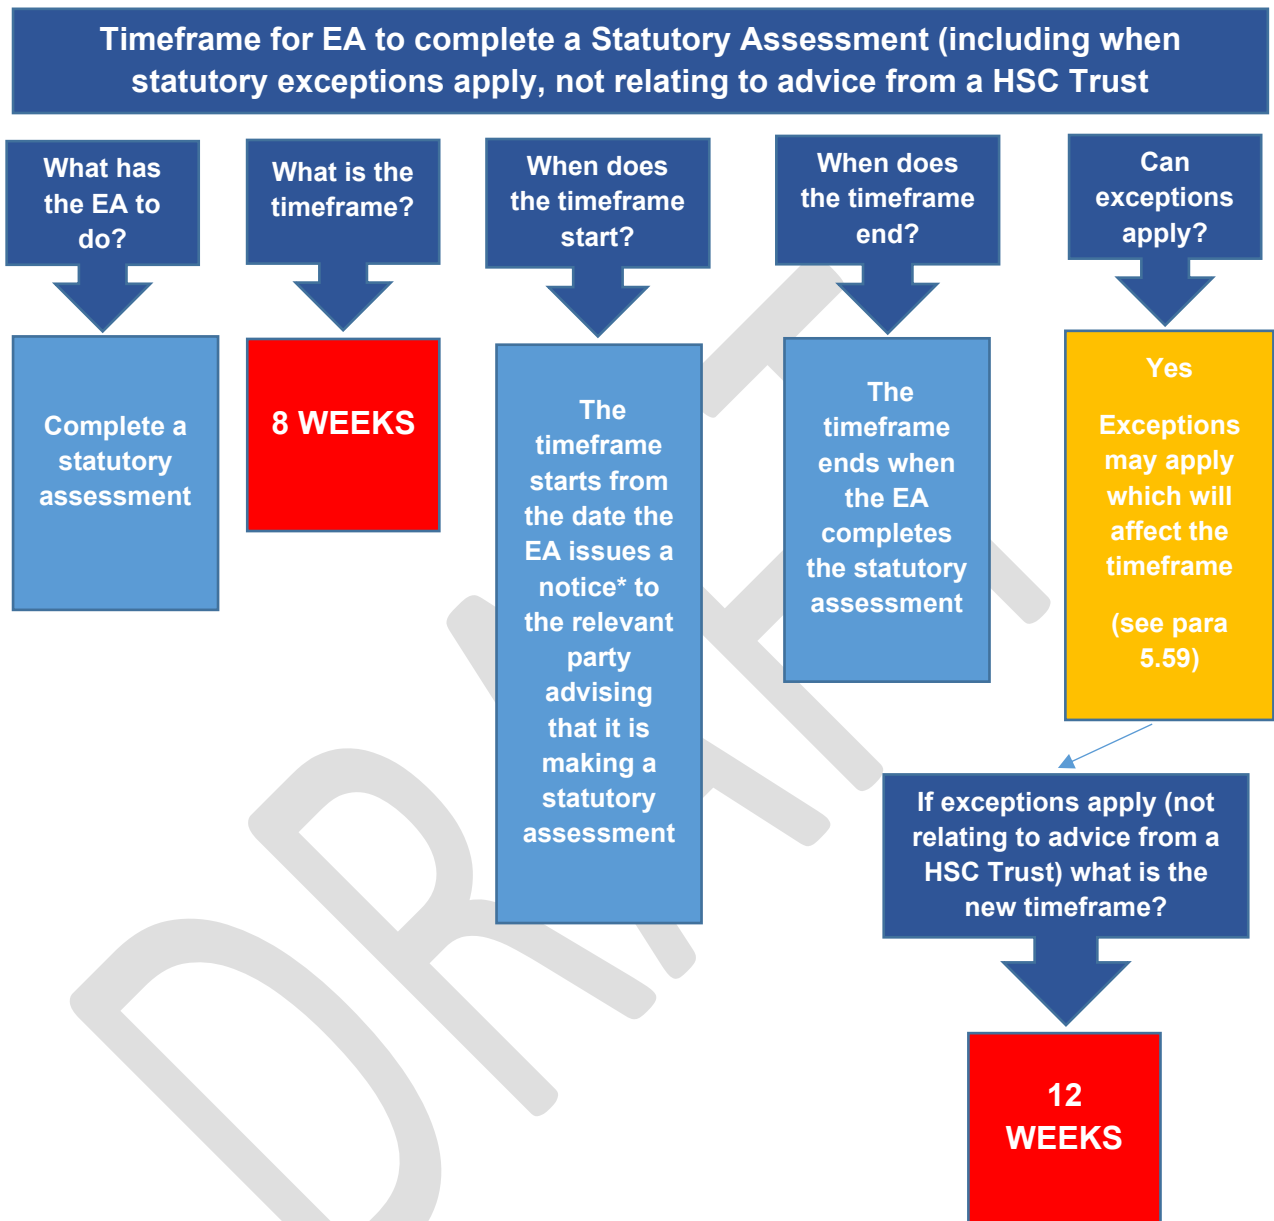 Timeframe for EA to complete a Statutory Assessment (including when
statutory exceptions apply, not relating to advice from a HSC Trust
What has
the EA to
do?
What is the
timeframe?
When does
the timeframe
start?
When does
the timeframe
end?
Can
exceptions
apply?
Complete a
statutory
assessment
8 WEEKS
The
timeframe
starts from
the date the
EA issues a
notice* to
the relevant
party
advising
that it is
making a
statutory
assessment
The
timeframe
ends when
the EA
completes
the statutory
assessment
Yes
Exceptions
may apply
which will
affect the
timeframe
(see para
5.59)
If exceptions apply (not
relating to advice from a
HSC Trust) what is the
new timeframe?
12
WEEKS
DRAFT